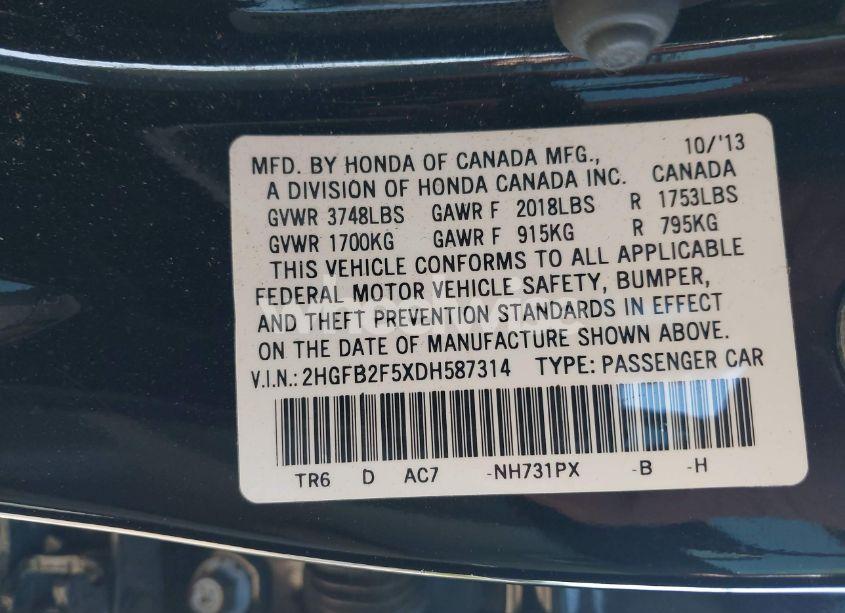 MFD. BY HONDA OF CANADA MFG., 10/'13
A DIVISION OF HONDA CANADA INC. CANADA
GVWR 3748LBS GAWR F 2018LBS R 1753LBS
GVWR 1700KG GAWR F 915KG R 795KG
THIS VEHICLE CONFORMS TO ALL APPLICABLE
FEDERAL MOTOR VEHICLE SAFETY, BUMPER,
AND THEFT PREVENTION STANDARDS IN EFFECT
ON THE DATE OF MANUFACTURE SHOWN ABOVE.
V.I.N.: 2HGFB2F5XDH587314 TYPE: PASSENGER CAR
TR6 D AC7 -NH731PX -B -H